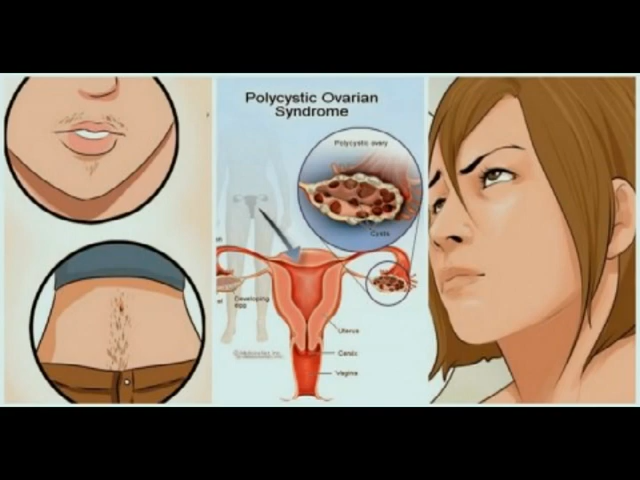 Polycystic Ovarian
Syndrome
Polycystic ovary
Cysts
Developing
egg
Uterus
Cervix
Vagina